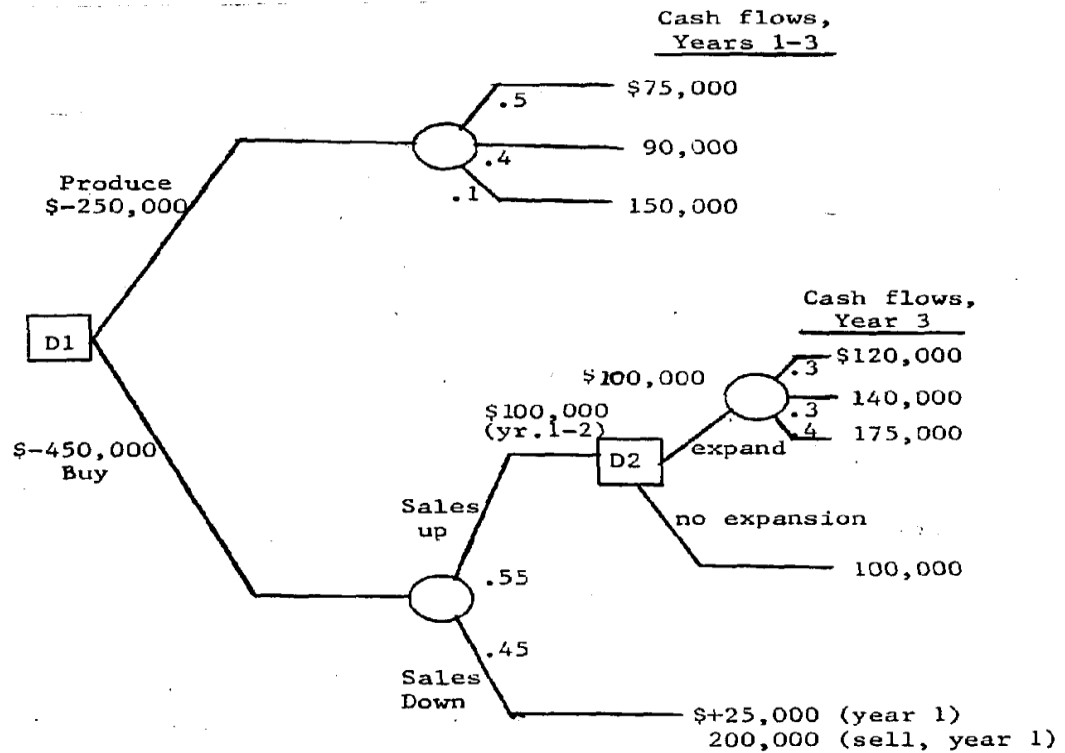 Cash flows,
Years 1-3
$75,000
.5
90,000
.4
.1
150,000
Produce
$-250,000
D1
$-450,000
Buy
Cash flows,
Year 3
$120,000
.3
$100,000
140,000
.3
175,000
.4
$100,000
(yr.1-2)
D2
expand
no expansion
100,000
Sales
up
.55
.45
Sales
Down
$+25,000 (year 1)
200,000 (sell, year 1)